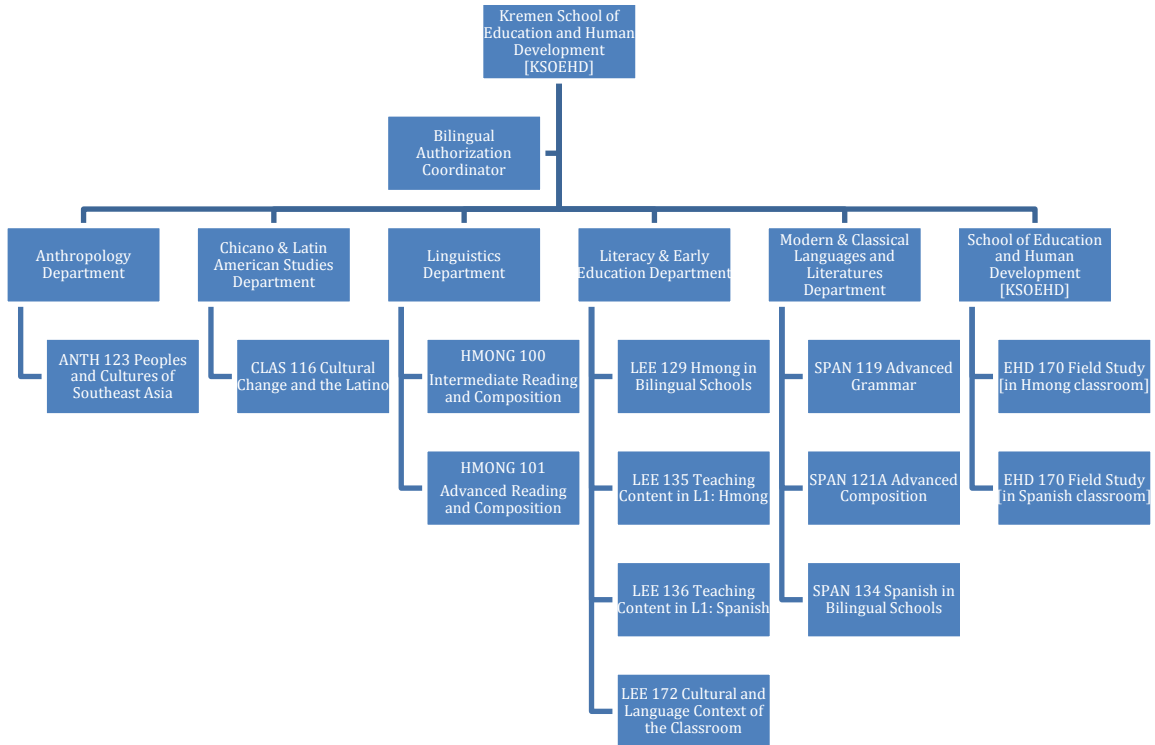 Kremen School of
Education and Human
Development
[KSOEHD]
Bilingual
Authorization
Coordinator
Anthropology
Department
Chicano & Latin
American Studies
Department
Linguistics
Department
Literacy & Early
Education Department
Modern & Classical
Languages and
Literatures
Department
School of Education
and Human
Development
[KSOEHD]
ANTH 123 Peoples
and Cultures of
Southeast Asia
CLAS 116 Cultural
Change and the Latino
HMONG 100
Intermediate Reading
and Composition
HMONG 101
Advanced Reading
and Composition
LEE 129 Hmong in
Bilingual Schools
LEE 135 Teaching
Content in L1: Hmong
LEE 136 Teaching
Content in L1: Spanish
LEE 172 Cultural and
Language Context of
the Classroom
SPAN 119 Advanced
Grammar
SPAN 121A Advanced
Composition
SPAN 134 Spanish in
Bilingual Schools
EHD 170 Field Study
[in Hmong classroom]
EHD 170 Field Study
[in Spanish classroom]